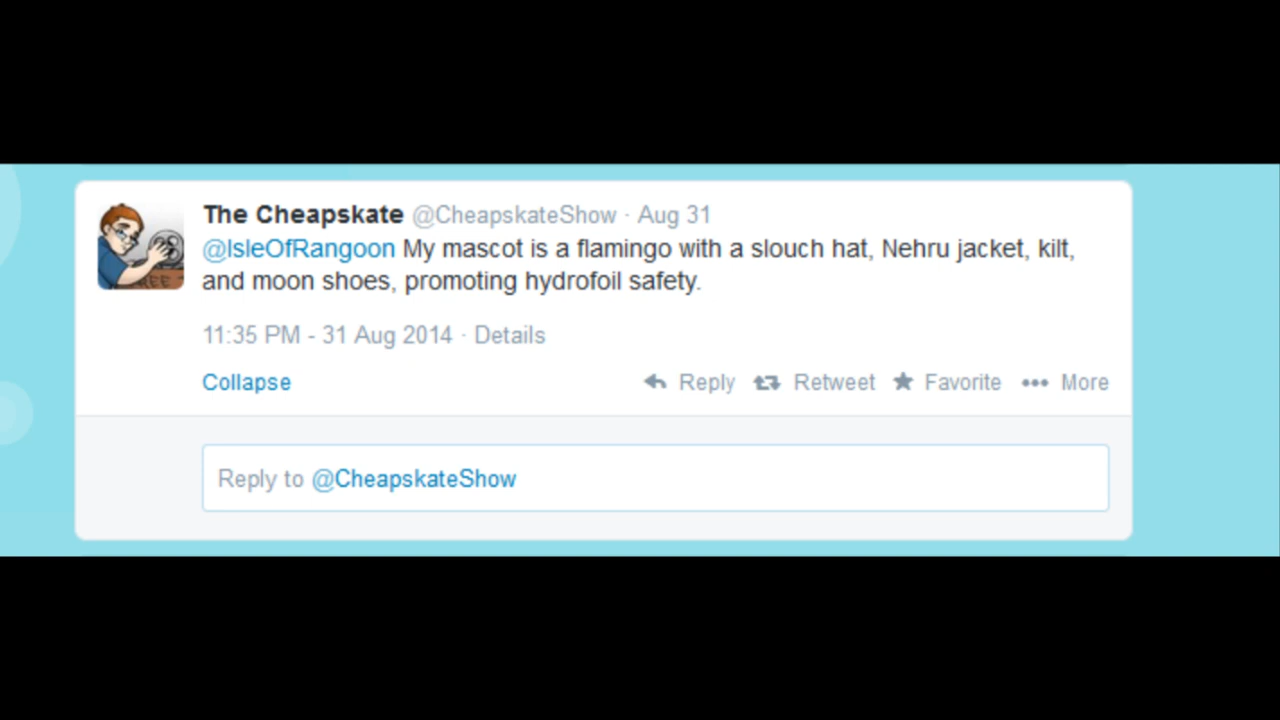 The Cheapskate @CheapskateShow · Aug 31
@IsleOfRangoon My mascot is a flamingo with a slouch hat, Nehru jacket, kilt,
and moon shoes, promoting hydrofoil safety.
11:35 PM - 31 Aug 2014 · Details
Collapse Reply Retweet Favorite More
Reply to @CheapskateShow